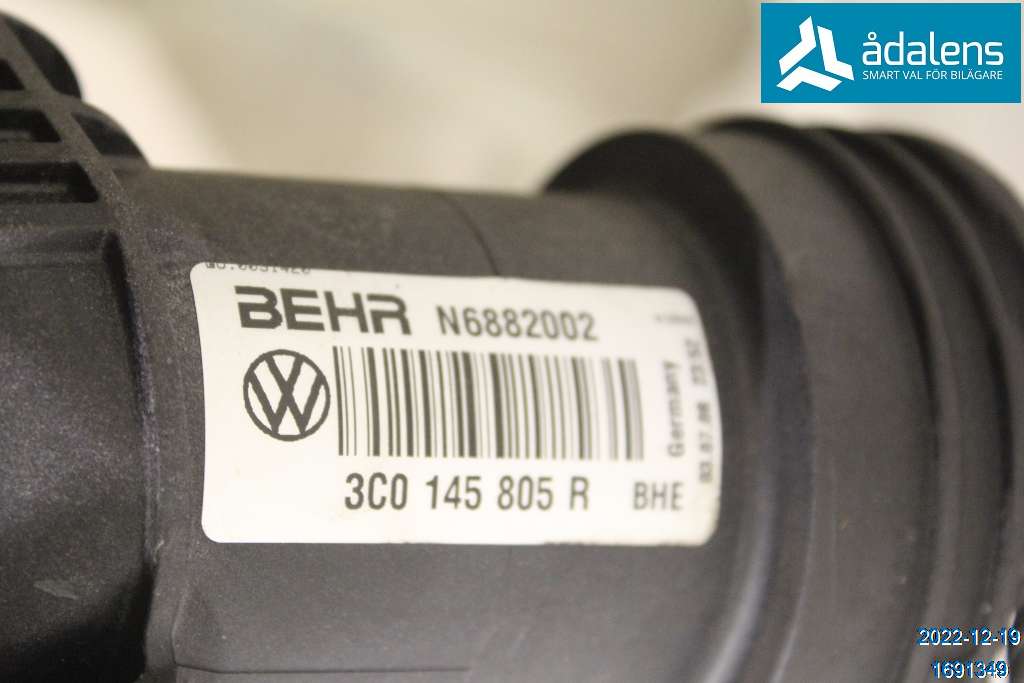 ådalens
SMART VAL FÖR BILÄGARE
BEHR N6882002
Germany
3C0 145 805 R BHE
2022-12-19
1691349